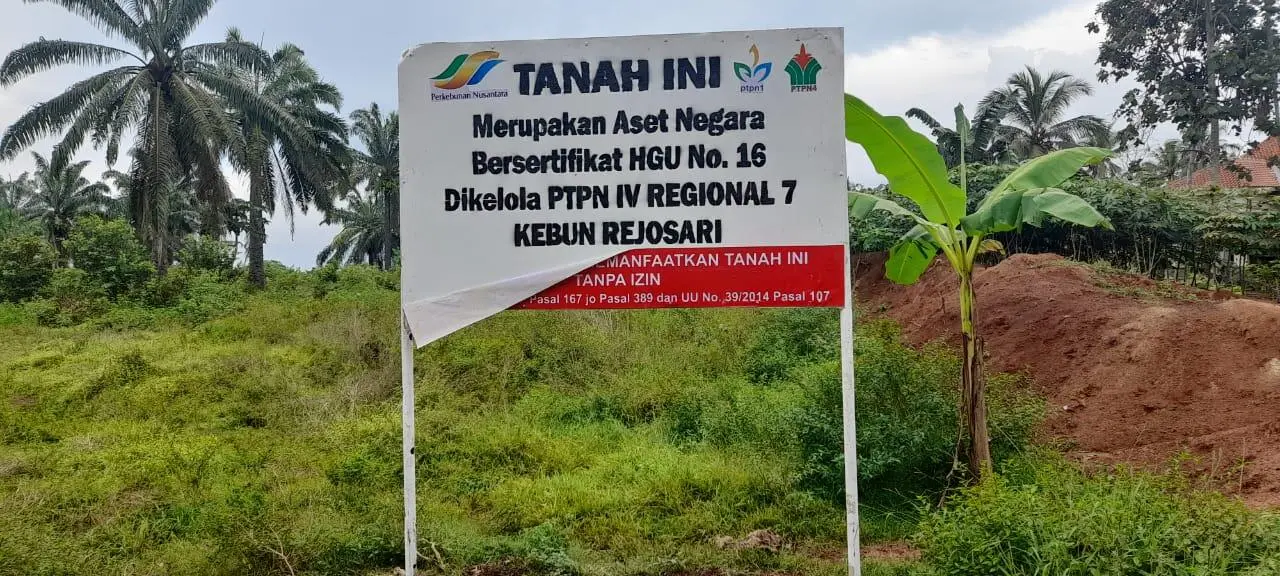 Perkebunan Nusantara
TANAH INI
ptpn1
PTPN4
Merupakan Aset Negara
Bersertifikat HGU No. 16
Dikelola PTPN IV REGIONAL 7
KEBUN REJOSARI
EMANFAATKAN TANAH INI
TANPA IZIN
Pasal 167 jo Pasal 389 dan UU No,39/2014 Pasal 107